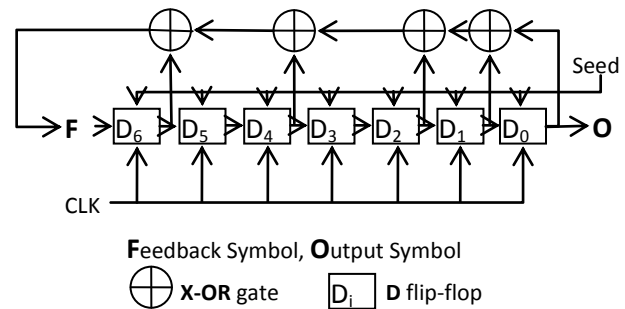 Seed
F D₆ D₅ D₄ D₃ D₂ D₁ D₀ O
CLK
Feedback Symbol, Output Symbol
X-OR gate Dᵢ D flip-flop